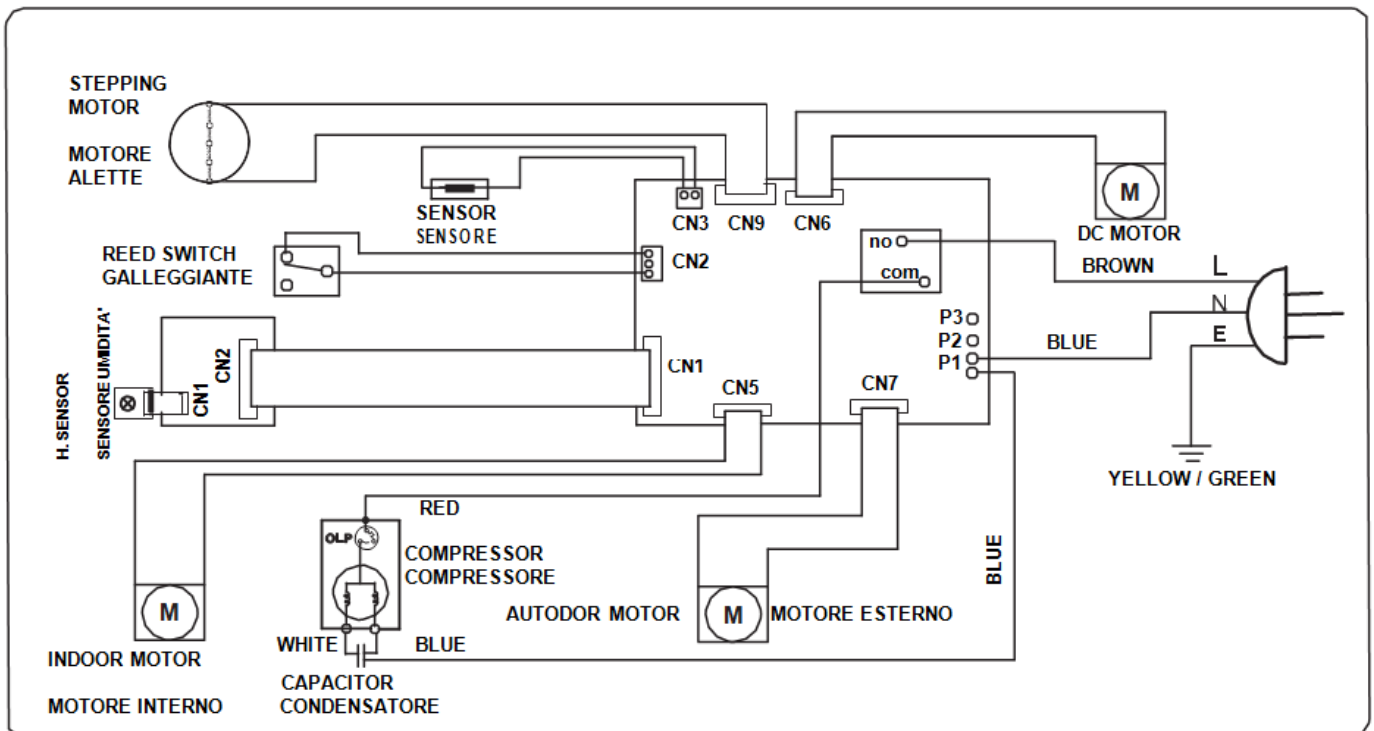 STEPPING
MOTOR
MOTORE
ALETTE
SENSOR
SENSORE
CN3
CN9
CN6
M
DC MOTOR
REED SWITCH
GALLEGGIANTE
CN2
no
com
BROWN
L
N
E
P3
P2
P1
BLUE
YELLOW / GREEN
H. SENSOR
SENSORE UMIDITA'
CN1
CN2
CN1
CN5
CN7
RED
OLP
COMPRESSOR
COMPRESSORE
BLUE
M
INDOOR MOTOR
MOTORE INTERNO
WHITE
BLUE
CAPACITOR
CONDENSATORE
AUTODOR MOTOR
M
MOTORE ESTERNO